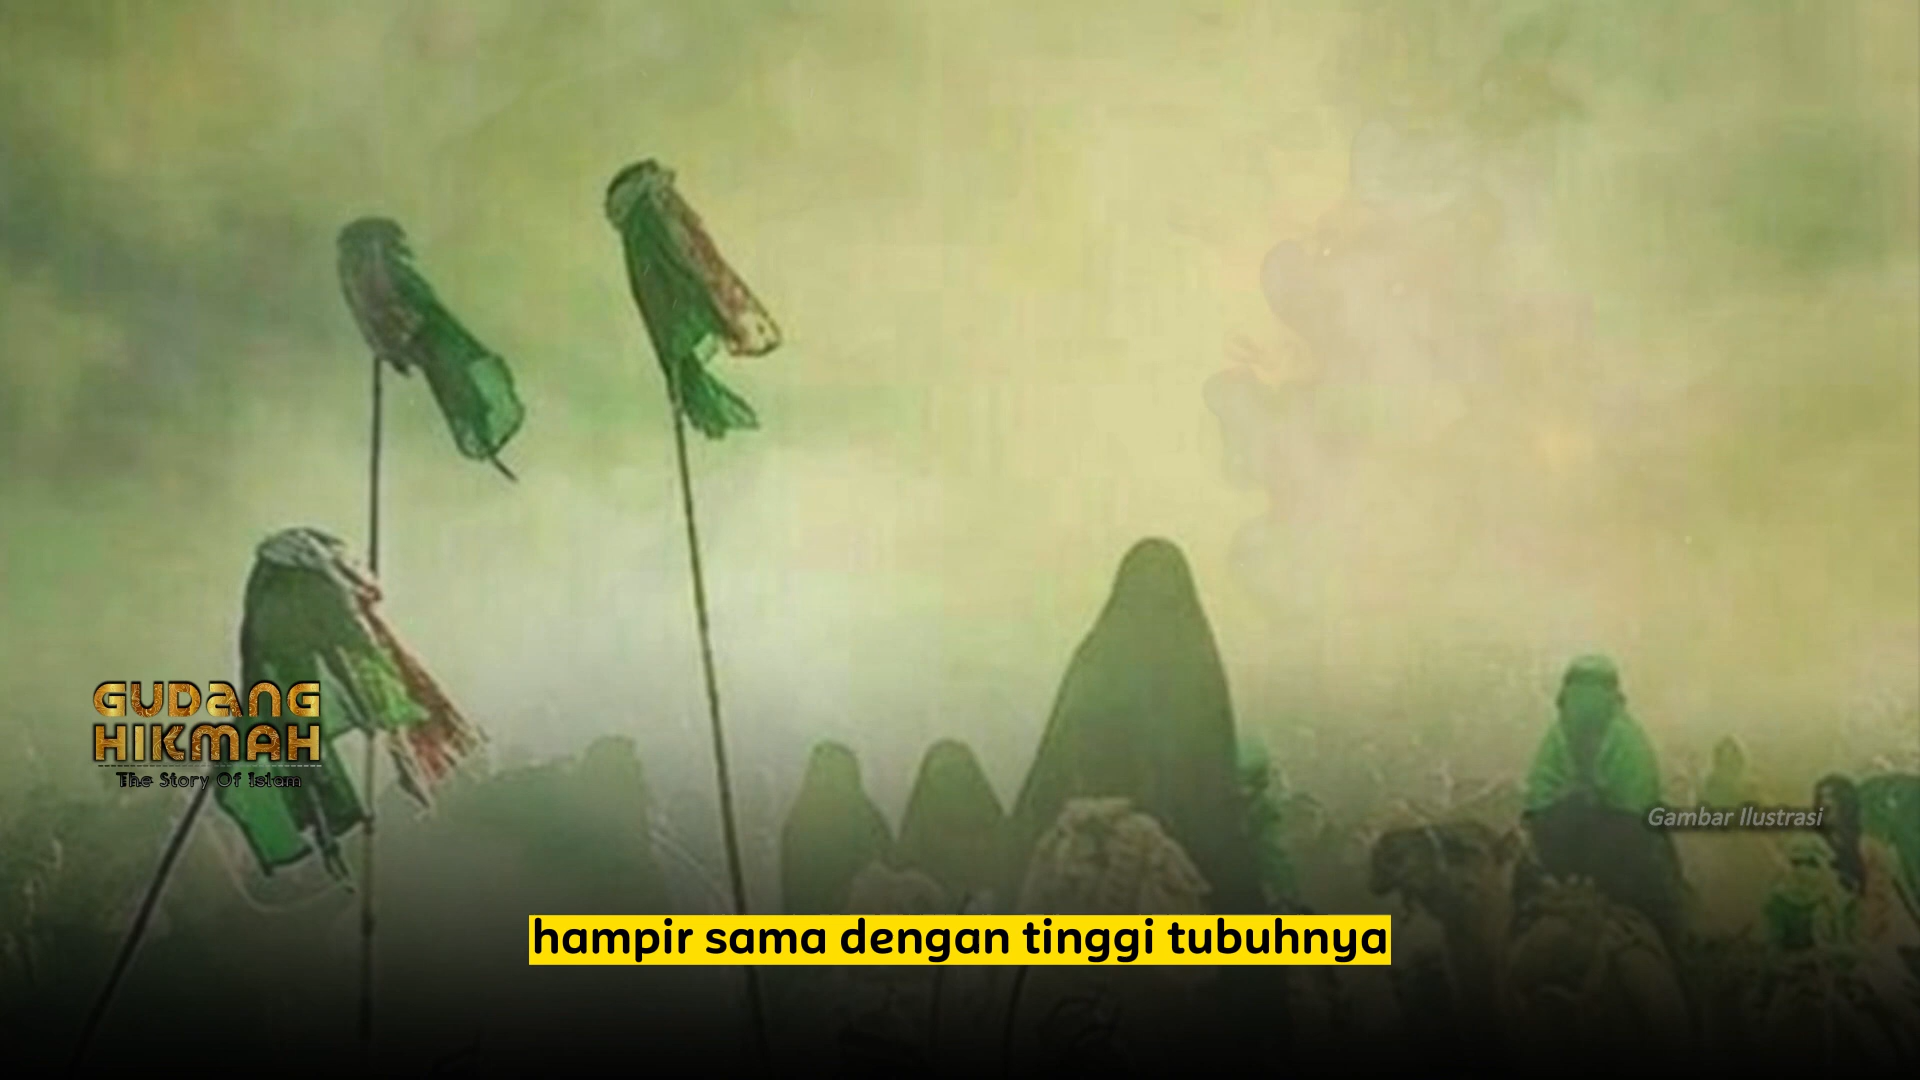 GUDANG
HIKMAH
The Story Of Islam
Gambar Ilustrasi
hampir sama dengan tinggi tubuhnya